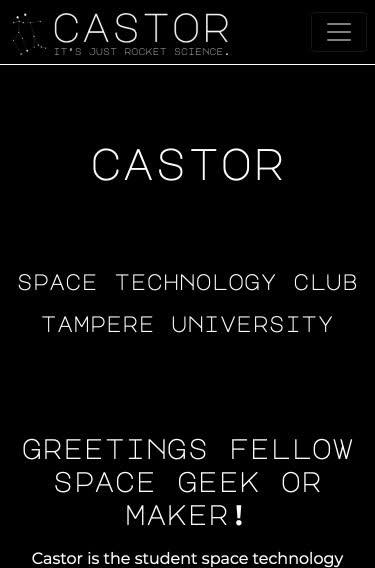 CASTOR
IT'S JUST ROCKET SCIENCE.
CASTOR
SPACE TECHNOLOGY CLUB
TAMPERE UNIVERSITY
GREETINGS FELLOW
SPACE GEEK OR
MAKER!
Castor is the student space technology